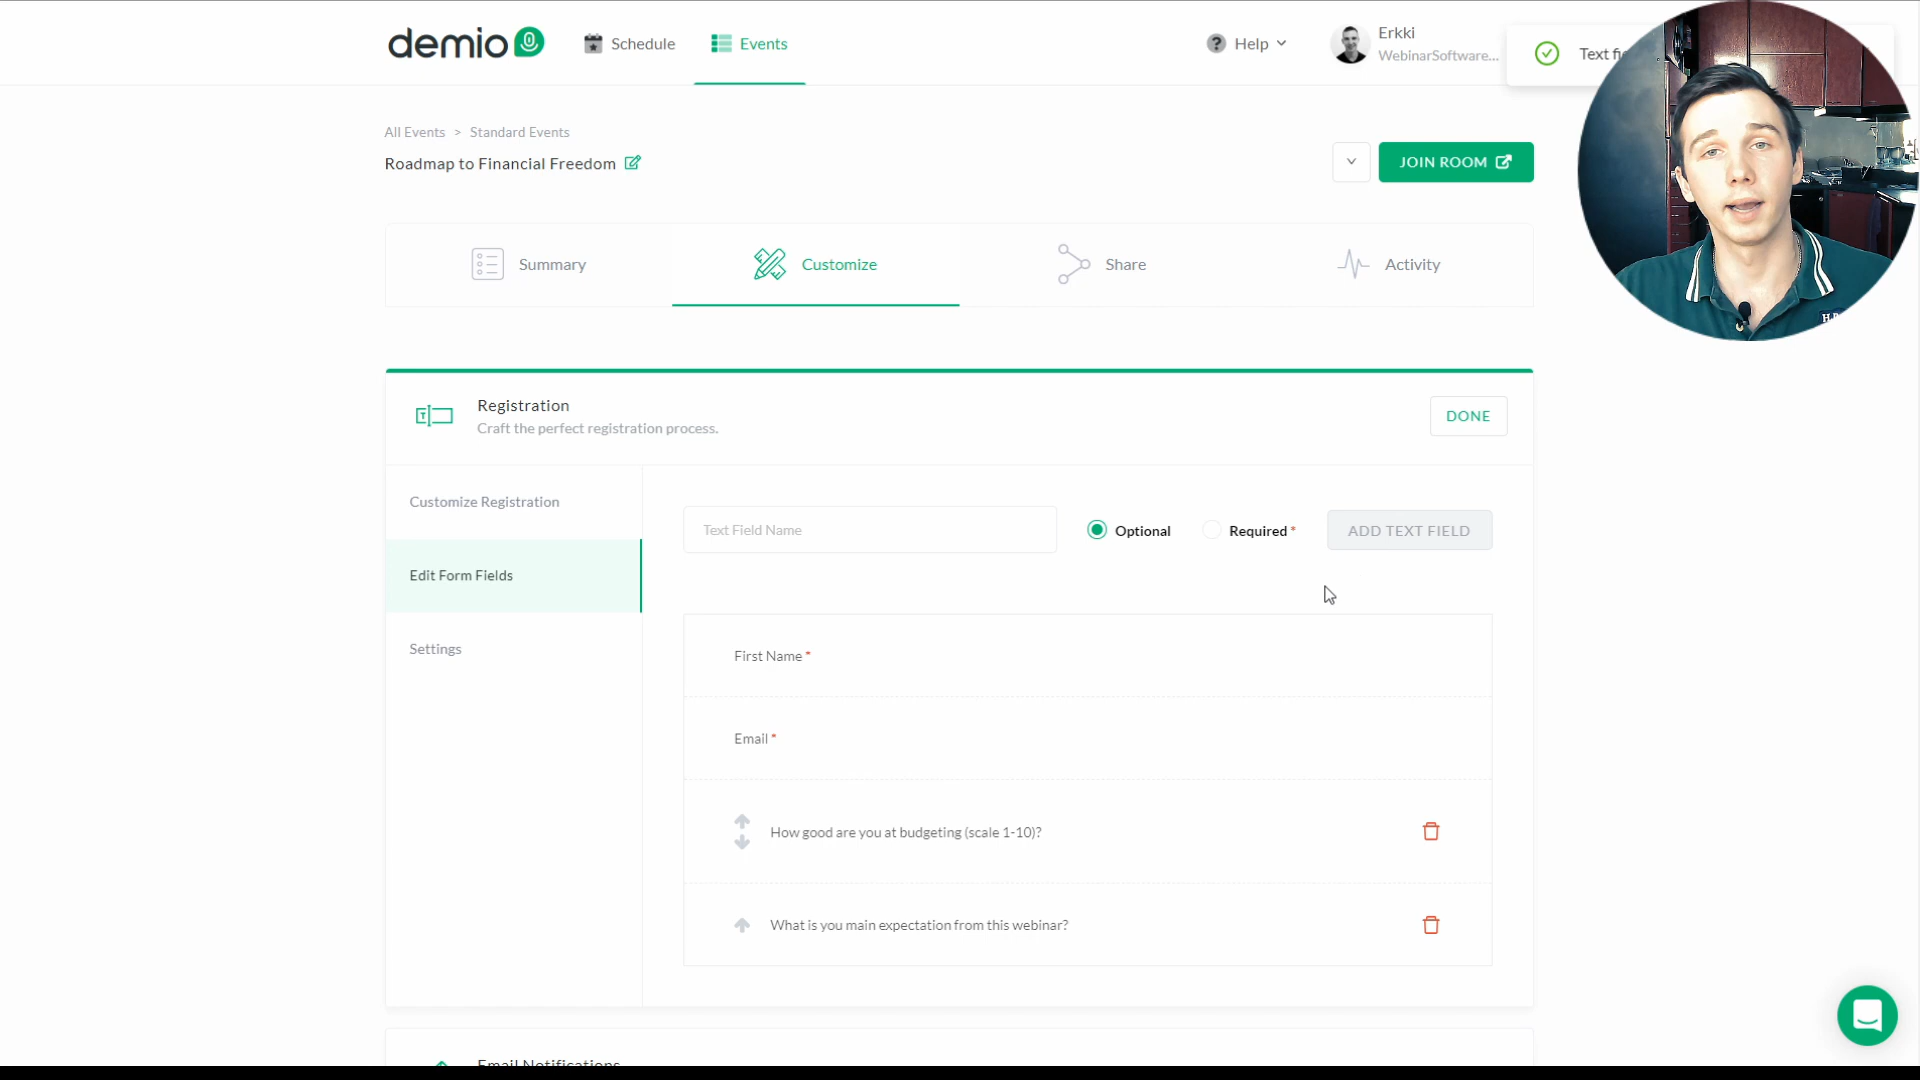 demio
Schedule
Events
Help
Erkki
WebinarSoftware...
Text
All Events > Standard Events
Roadmap to Financial Freedom
JOIN ROOM
Summary
Customize
Share
Activity
Registration
Craft the perfect registration process.
DONE
Customize Registration
Edit Form Fields
Settings
Text Field Name
Optional
Required *
ADD TEXT FIELD
First Name *
Email *
How good are you at budgeting (scale 1-10)?
What is you main expectation from this webinar?
Email Notifications